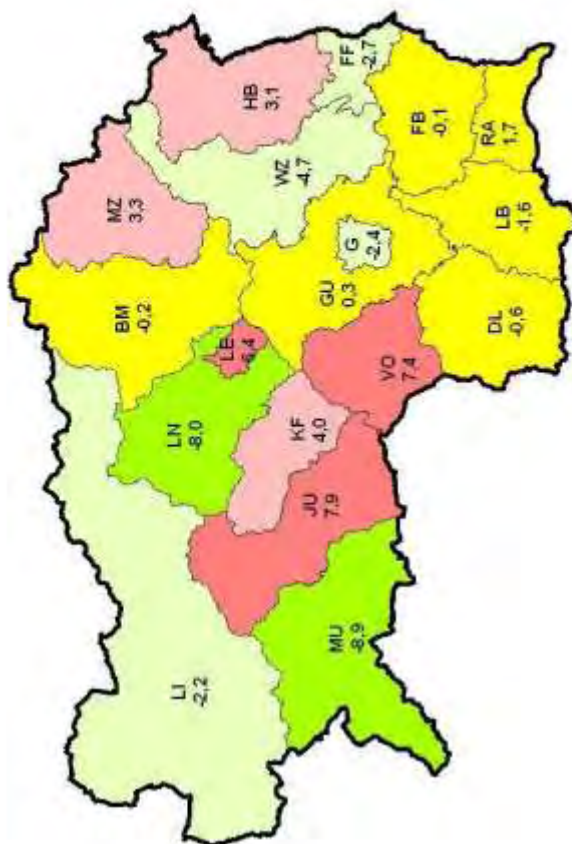 MZ
3,3
BM
-0,2
LN
-8,0
LI
-2,2
LE
6,4
HB
3,1
WZ
-4,7
KF
4,0
JU
7,9
GU
0,3
MU
-8,9
G
-2,4
FF
-2,7
VO
7,4
FB
-0,1
RA
1,7
DL
-0,6
LB
-1,6